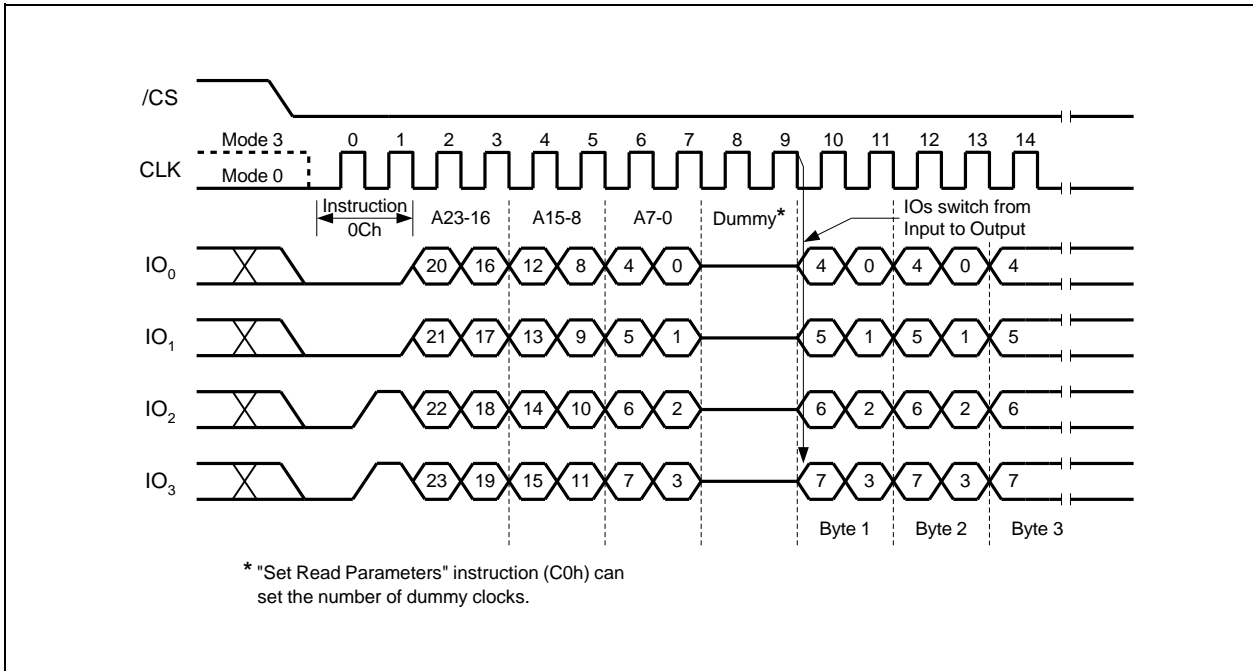 /CS
Mode 3
0 1 2 3 4 5 6 7 8 9 10 11 12 13 14
CLK
Mode 0
Instruction
0Ch
A23-16 A15-8 A7-0 Dummy*
IOs switch from
Input to Output
IO0 20 16 12 8 4 0 4 0 4 0 4
IO1 21 17 13 9 5 1 5 1 5 1 5
IO2 22 18 14 10 6 2 6 2 6 2 6
IO3 23 19 15 11 7 3 7 3 7 3 7
Byte 1 Byte 2 Byte 3
* "Set Read Parameters" instruction (C0h) can
set the number of dummy clocks.